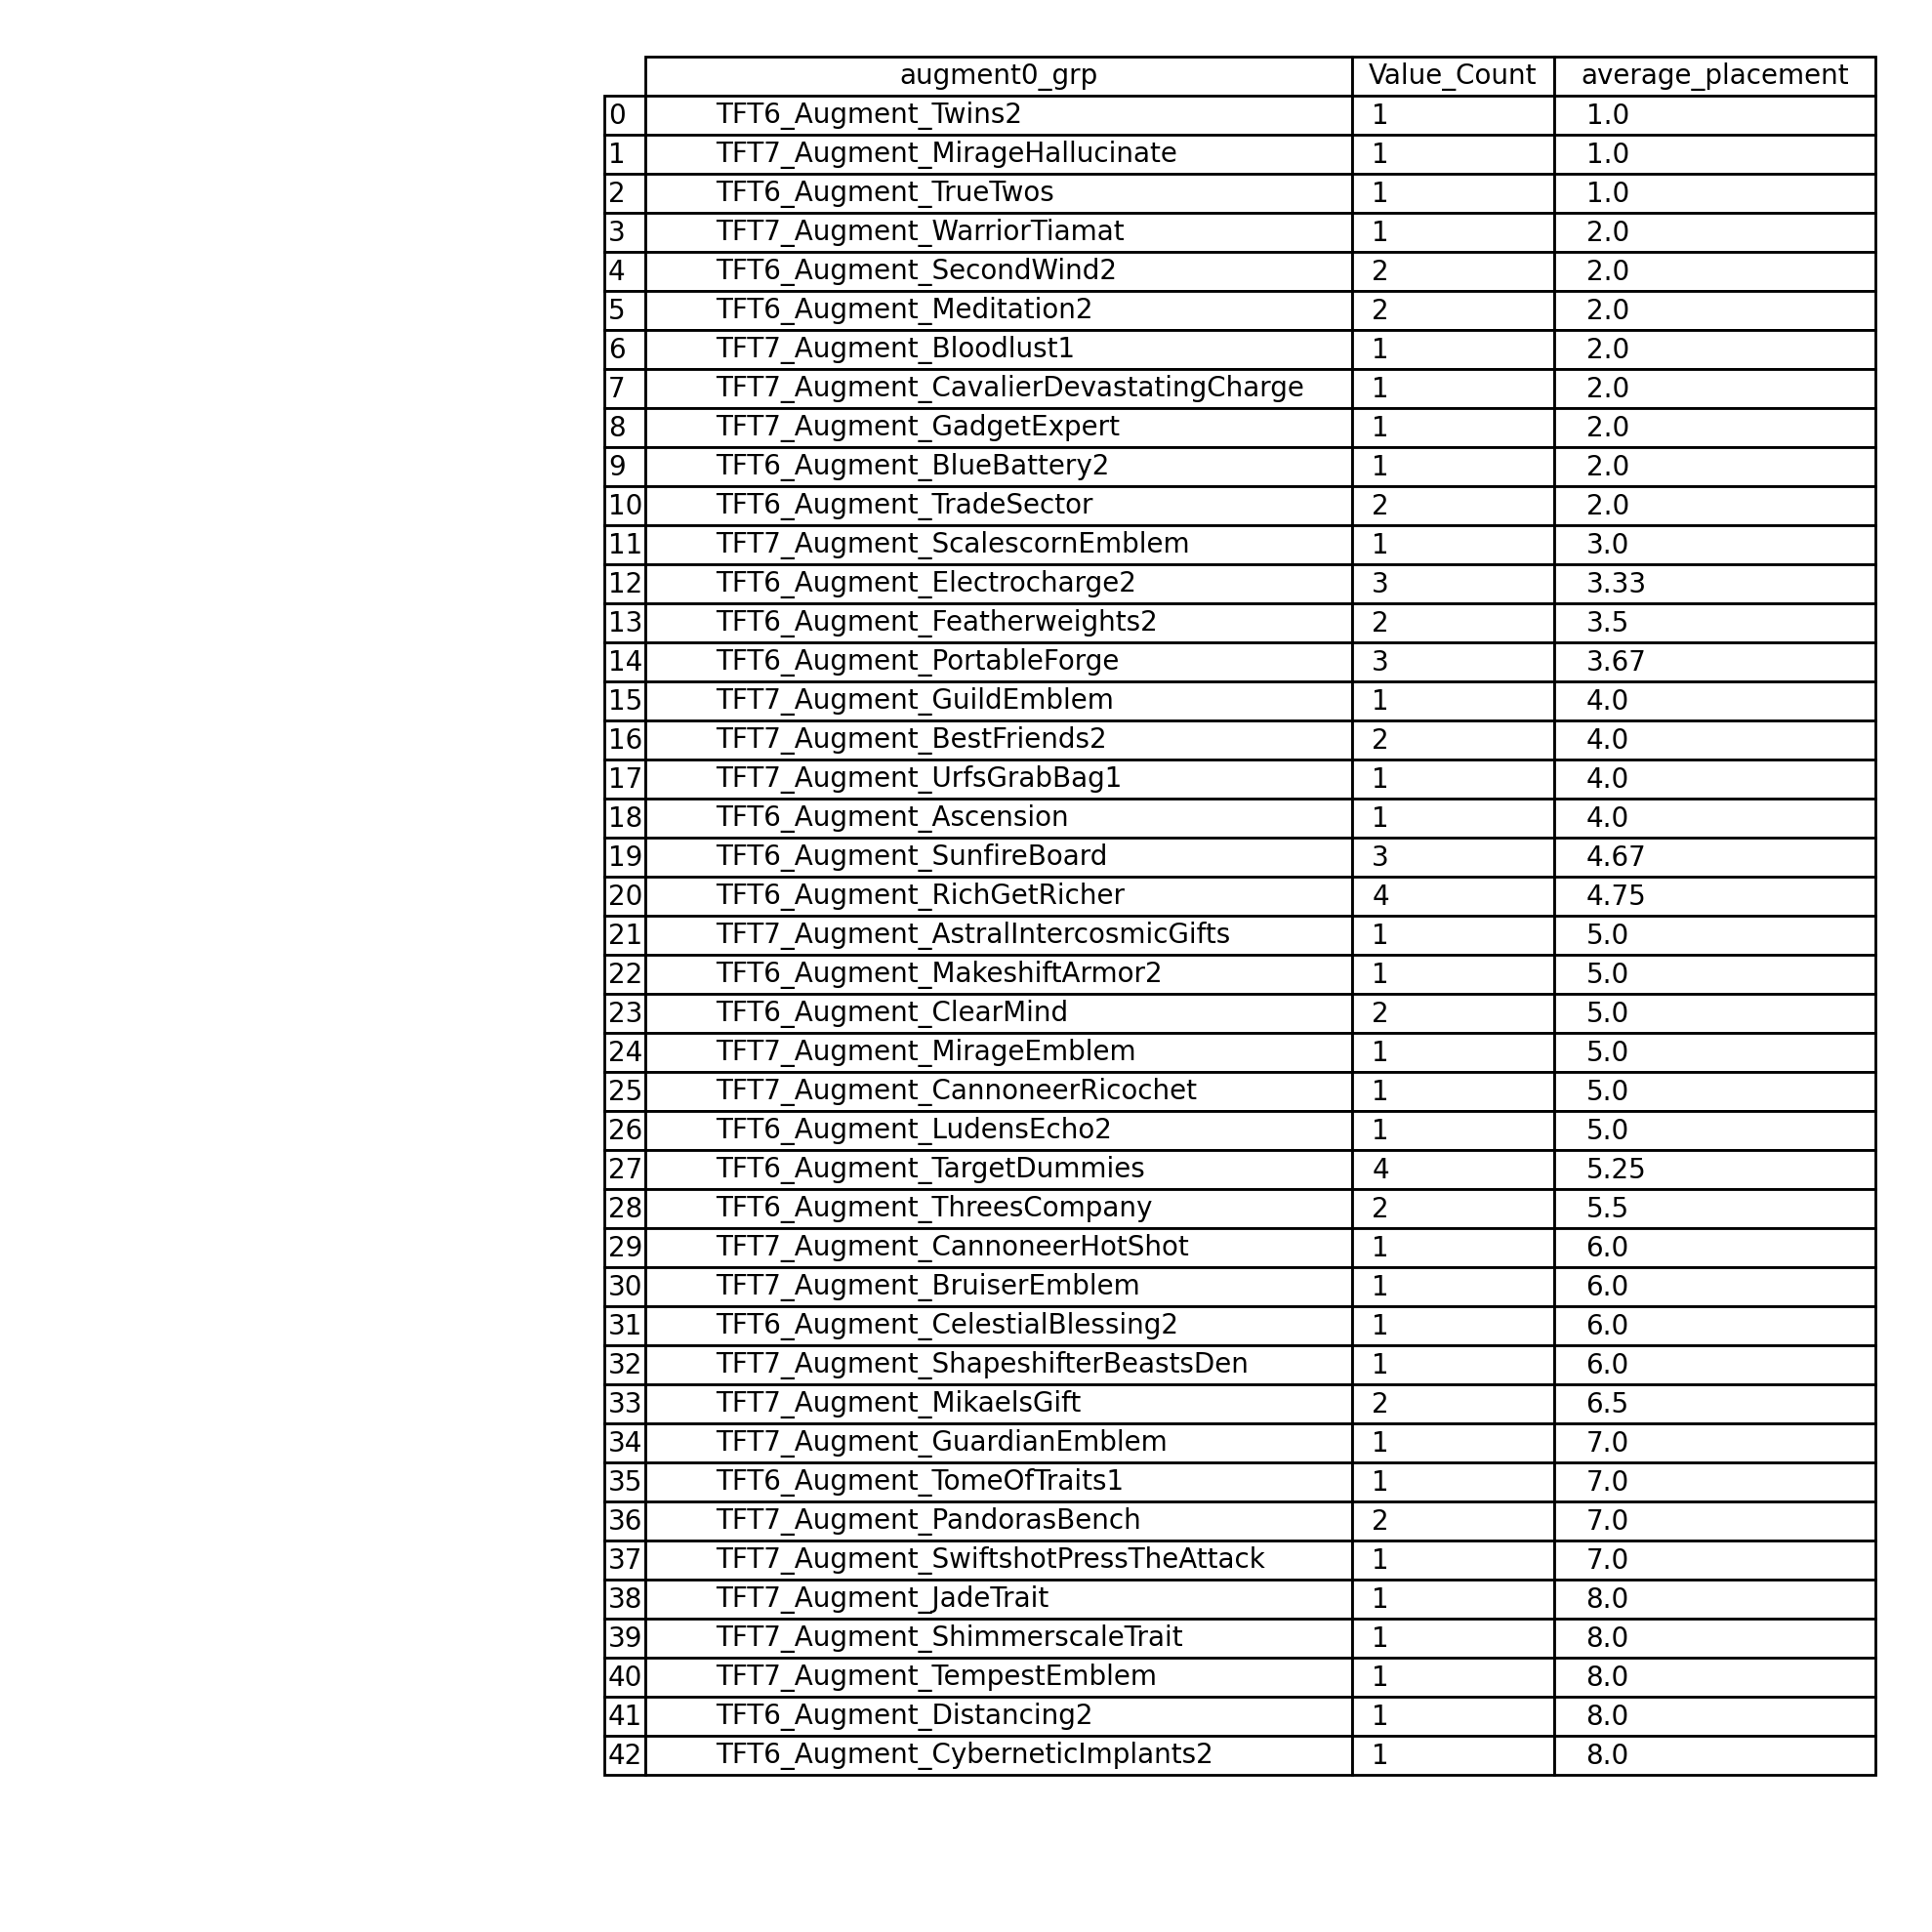 augment0_grp Value_Count average_placement
0 TFT6_Augment_Twins2 1 1.0
1 TFT7_Augment_MirageHallucinate 1 1.0
2 TFT6_Augment_TrueTwos 1 1.0
3 TFT7_Augment_WarriorTiamat 1 2.0
4 TFT6_Augment_SecondWind2 2 2.0
5 TFT6_Augment_Meditation2 2 2.0
6 TFT7_Augment_Bloodlust1 1 2.0
7 TFT7_Augment_CavalierDevastatingCharge 1 2.0
8 TFT7_Augment_GadgetExpert 1 2.0
9 TFT6_Augment_BlueBattery2 1 2.0
10 TFT6_Augment_TradeSector 2 2.0
11 TFT7_Augment_ScalescornEmblem 1 3.0
12 TFT6_Augment_Electrocharge2 3 3.33
13 TFT6_Augment_Featherweights2 2 3.5
14 TFT6_Augment_PortableForge 3 3.67
15 TFT7_Augment_GuildEmblem 1 4.0
16 TFT7_Augment_BestFriends2 2 4.0
17 TFT7_Augment_UrfsGrabBag1 1 4.0
18 TFT6_Augment_Ascension 1 4.0
19 TFT6_Augment_SunfireBoard 3 4.67
20 TFT6_Augment_RichGetRicher 4 4.75
21 TFT7_Augment_AstralIntercosmicGifts 1 5.0
22 TFT6_Augment_MakeshiftArmor2 1 5.0
23 TFT6_Augment_ClearMind 2 5.0
24 TFT7_Augment_MirageEmblem 1 5.0
25 TFT7_Augment_CannoneerRicochet 1 5.0
26 TFT6_Augment_LudensEcho2 1 5.0
27 TFT6_Augment_TargetDummies 4 5.25
28 TFT6_Augment_ThreesCompany 2 5.5
29 TFT7_Augment_CannoneerHotShot 1 6.0
30 TFT7_Augment_BruiserEmblem 1 6.0
31 TFT6_Augment_CelestialBlessing2 1 6.0
32 TFT7_Augment_ShapeshifterBeastsDen 1 6.0
33 TFT7_Augment_MikaelsGift 2 6.5
34 TFT7_Augment_GuardianEmblem 1 7.0
35 TFT6_Augment_TomeOfTraits1 1 7.0
36 TFT7_Augment_PandorasBench 2 7.0
37 TFT7_Augment_SwiftshotPressTheAttack 1 7.0
38 TFT7_Augment_JadeTrait 1 8.0
39 TFT7_Augment_ShimmerscaleTrait 1 8.0
40 TFT7_Augment_TempestEmblem 1 8.0
41 TFT6_Augment_Distancing2 1 8.0
42 TFT6_Augment_CyberneticImplants2 1 8.0